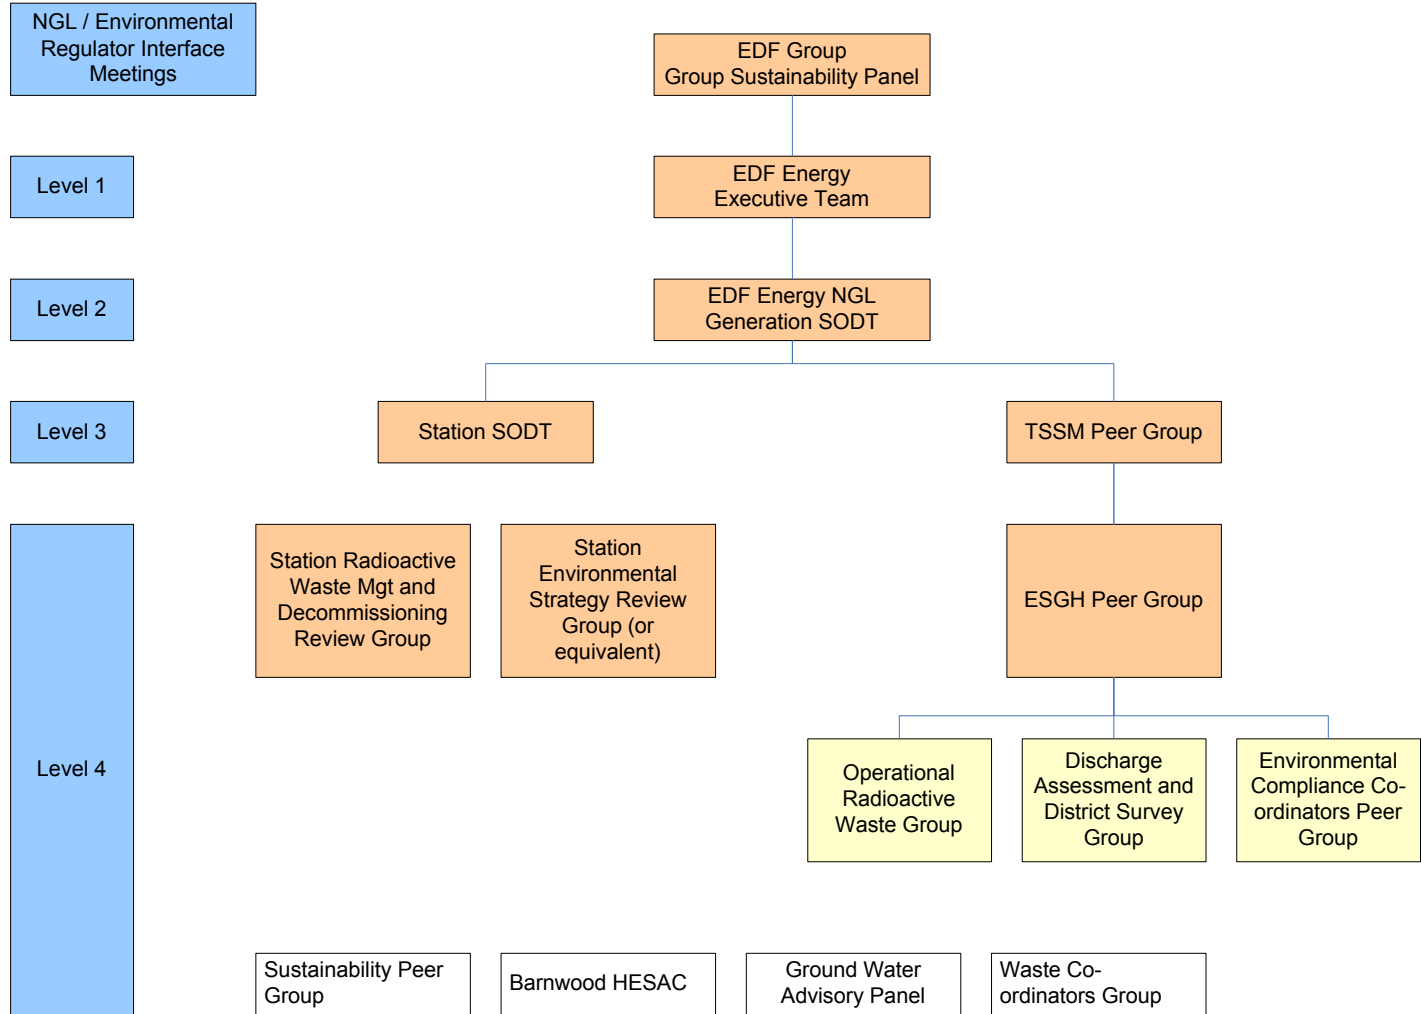 NGL / Environmental
Regulator Interface
Meetings
EDF Group
Group Sustainability Panel
Level 1
EDF Energy
Executive Team
Level 2
EDF Energy NGL
Generation SODT
Level 3
Station SODT
TSSM Peer Group
Level 4
Station Radioactive
Waste Mgt and
Decommissioning
Review Group
Station
Environmental
Strategy Review
Group (or
equivalent)
ESGH Peer Group
Operational
Radioactive
Waste Group
Discharge
Assessment and
District Survey
Group
Environmental
Compliance Co-
ordinators Peer
Group
Sustainability Peer
Group
Barnwood HESAC
Ground Water
Advisory Panel
Waste Co-
ordinators Group